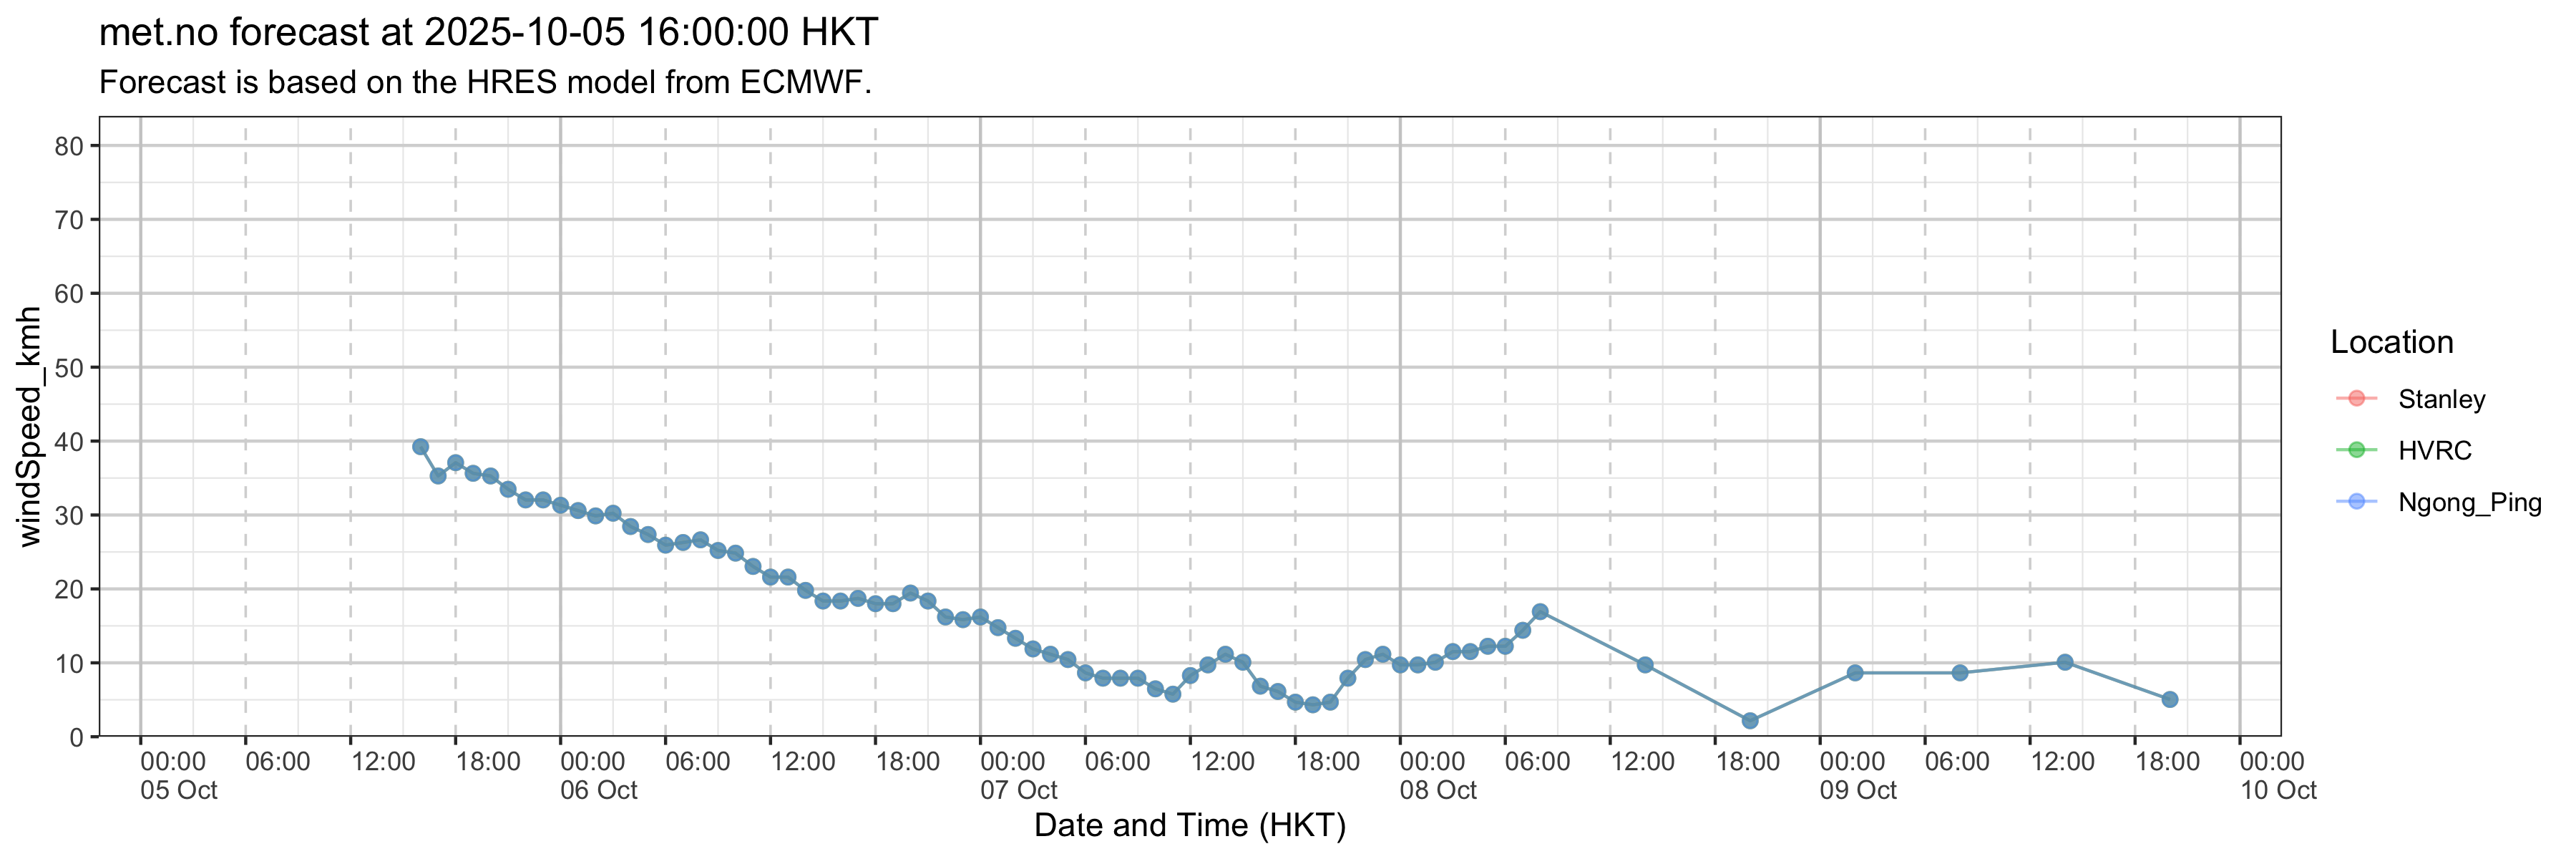 met.no forecast at 2025-10-05 16:00:00 HKT
Forecast is based on the HRES model from ECMWF.
windSpeed_kmh
80
70
60
50
40
30
20
10
0
00:00 06:00 12:00 18:00 00:00 06:00 12:00 18:00 00:00 06:00 12:00 18:00 00:00 06:00 12:00 18:00 00:00 06:00 12:00 18:00 00:00
05 Oct 06 Oct 07 Oct 08 Oct 09 Oct 10 Oct
Date and Time (HKT)
Location
Stanley
HVRC
Ngong_Ping